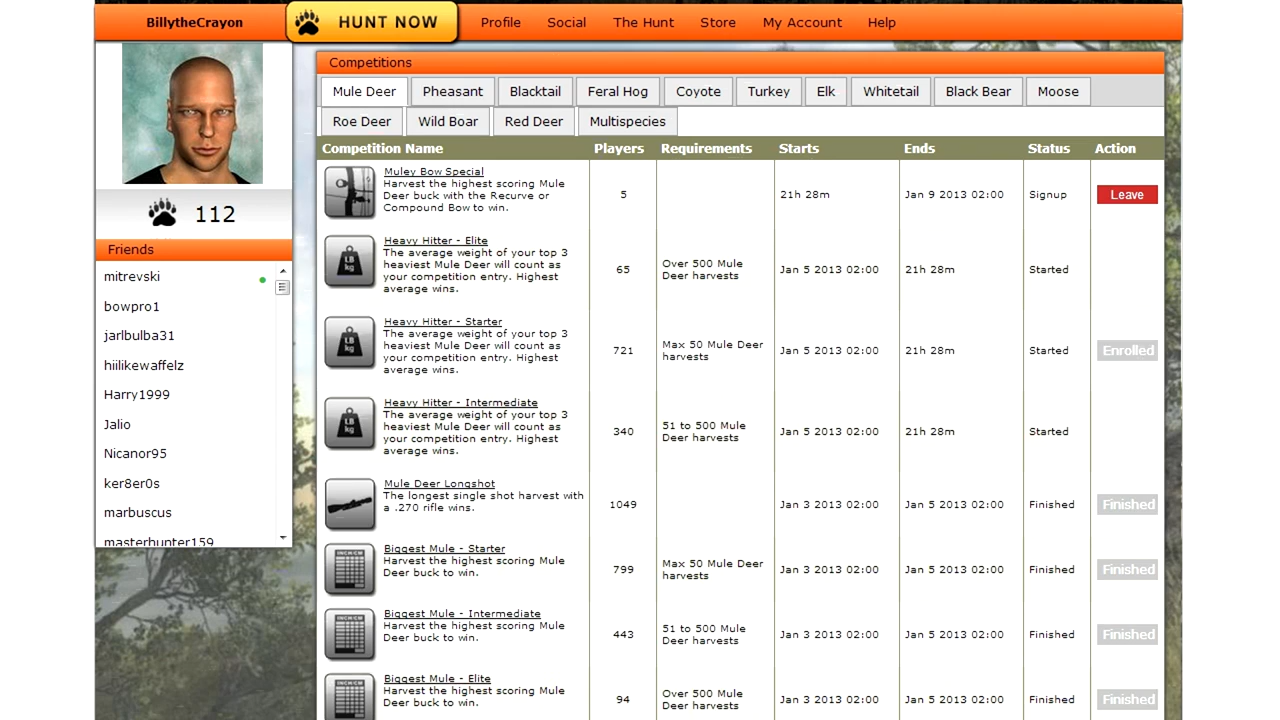 BillytheCrayon
HUNT NOW
Profile
Social
The Hunt
Store
My Account
Help
112
Friends
mitrevski
bowpro1
jarlbulba31
hiilikewaffelz
Harry1999
Jalio
Nicanor95
ker8er0s
marbuscus
masterhunter159
Competitions
Mule Deer
Pheasant
Blacktail
Feral Hog
Coyote
Turkey
Elk
Whitetail
Black Bear
Moose
Roe Deer
Wild Boar
Red Deer
Multispecies
Competition Name
Players
Requirements
Starts
Ends
Status
Action
Muley Bow Special
Harvest the highest scoring Mule
Deer buck with the Recurve or
Compound Bow to win.
5
21h 28m
Jan 9 2013 02:00
Signup
Leave
LB
kg
Heavy Hitter - Elite
The average weight of your top 3
heaviest Mule Deer will count as
your competition entry. Highest
average wins.
65
Over 500 Mule
Deer harvests
Jan 5 2013 02:00
21h 28m
Started
LB
kg
Heavy Hitter - Starter
The average weight of your top 3
heaviest Mule Deer will count as
your competition entry. Highest
average wins.
721
Max 50 Mule Deer
harvests
Jan 5 2013 02:00
21h 28m
Started
Enrolled
LB
kg
Heavy Hitter - Intermediate
The average weight of your top 3
heaviest Mule Deer will count as
your competition entry. Highest
average wins.
340
51 to 500 Mule
Deer harvests
Jan 5 2013 02:00
21h 28m
Started
Mule Deer Longshot
The longest single shot harvest with
a .270 rifle wins.
1049
Jan 3 2013 02:00
Jan 5 2013 02:00
Finished
Finished
INCH/CM
Biggest Mule - Starter
Harvest the highest scoring Mule
Deer buck to win.
799
Max 50 Mule Deer
harvests
Jan 3 2013 02:00
Jan 5 2013 02:00
Finished
Finished
INCH/CM
Biggest Mule - Intermediate
Harvest the highest scoring Mule
Deer buck to win.
443
51 to 500 Mule
Deer harvests
Jan 3 2013 02:00
Jan 5 2013 02:00
Finished
Finished
INCH/CM
Biggest Mule - Elite
Harvest the highest scoring Mule
Deer buck to win.
94
Over 500 Mule
Deer harvests
Jan 3 2013 02:00
Jan 5 2013 02:00
Finished
Finished